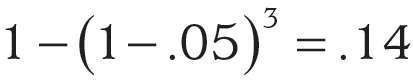 1 − (1 − .05)³ = .14